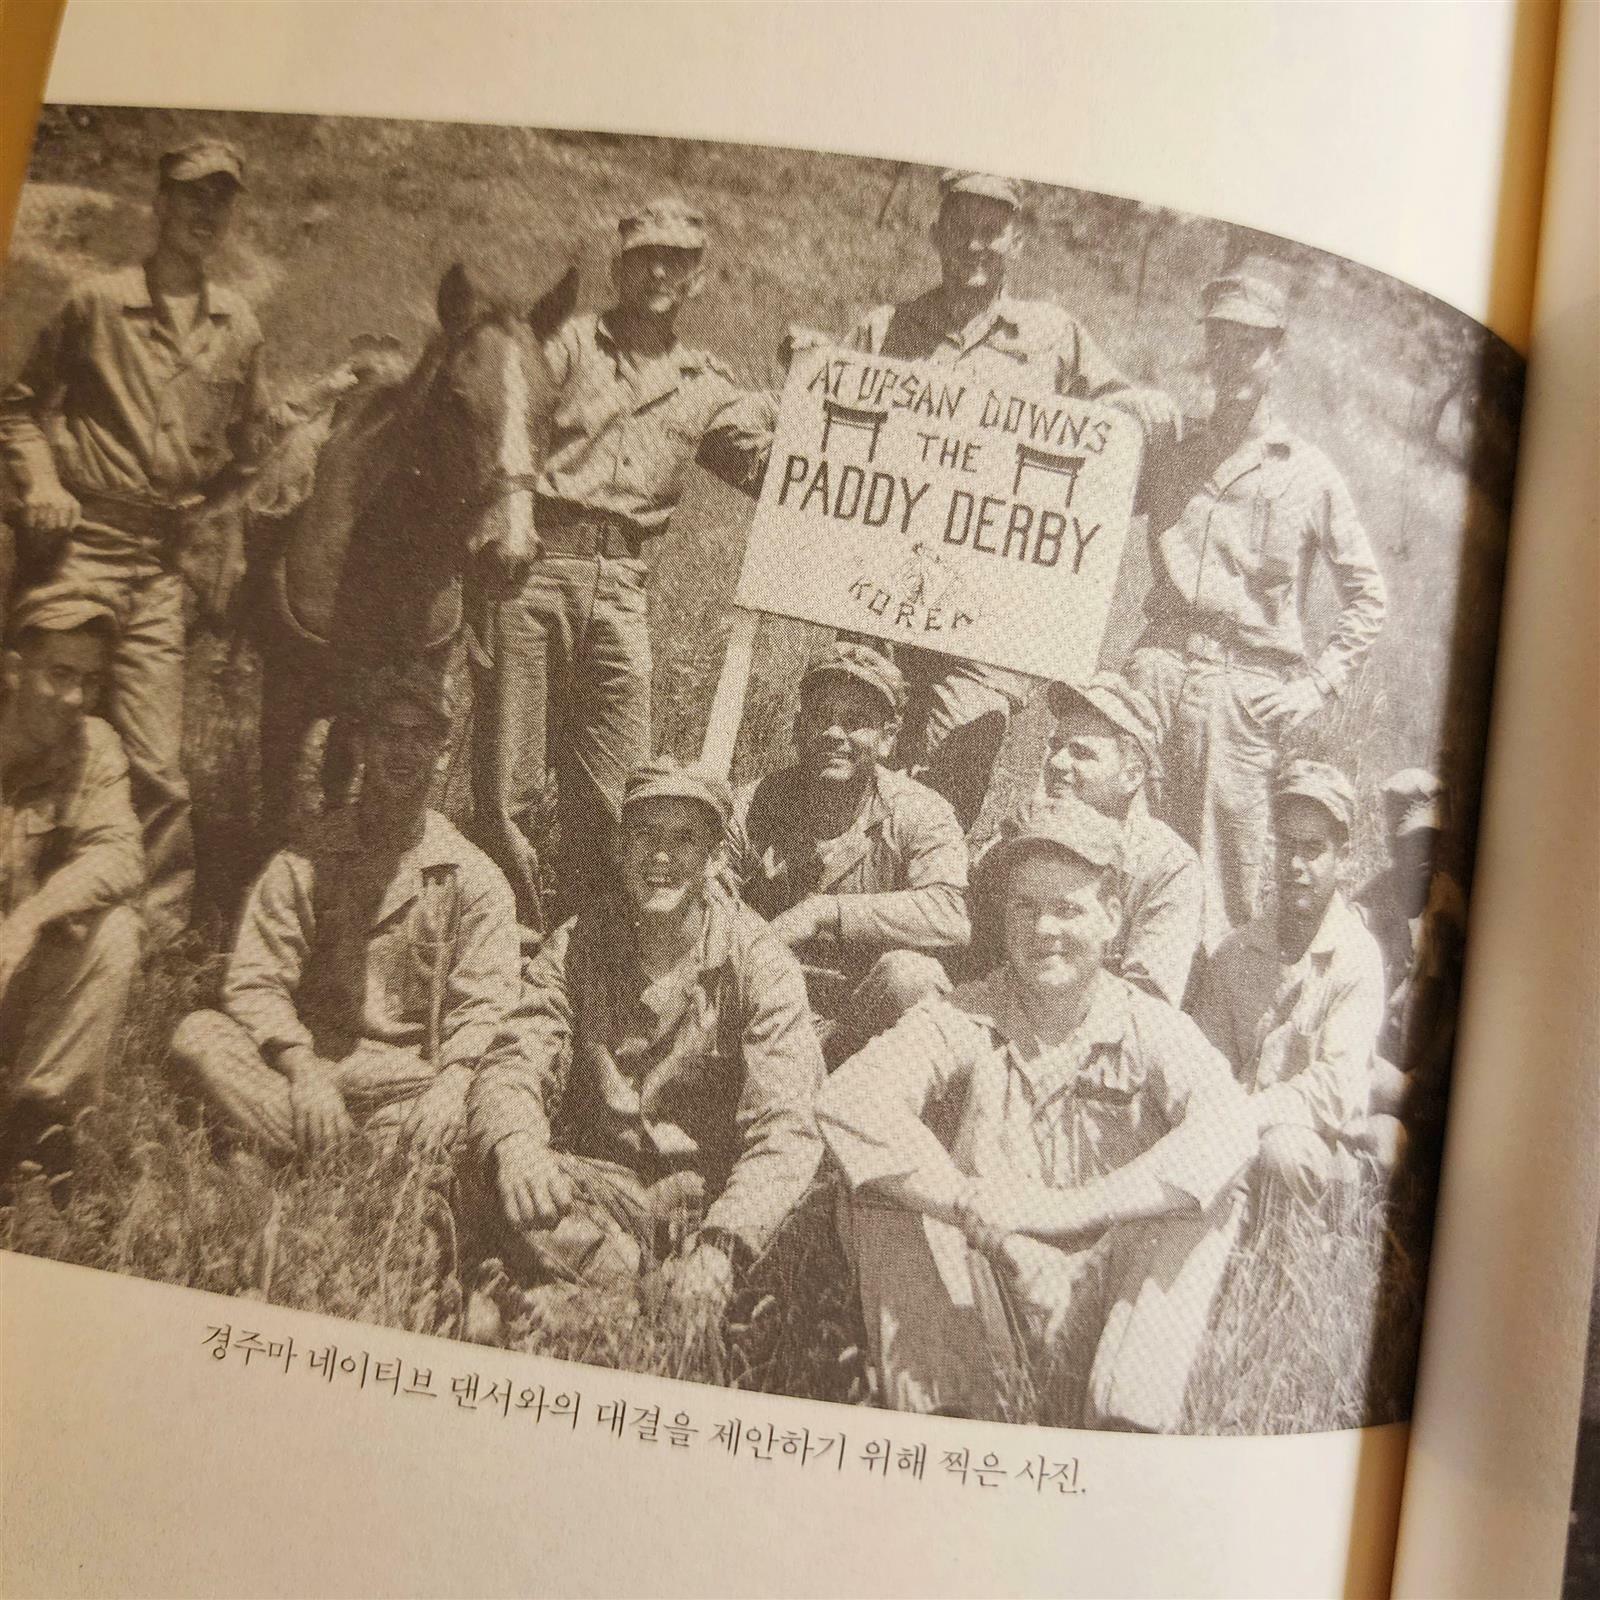 AT UPSAN DOWNS
THE
PADDY DERBY
KOREA
경주마 네이티브 댄서와의 대결을 제안하기 위해 찍은 사진.